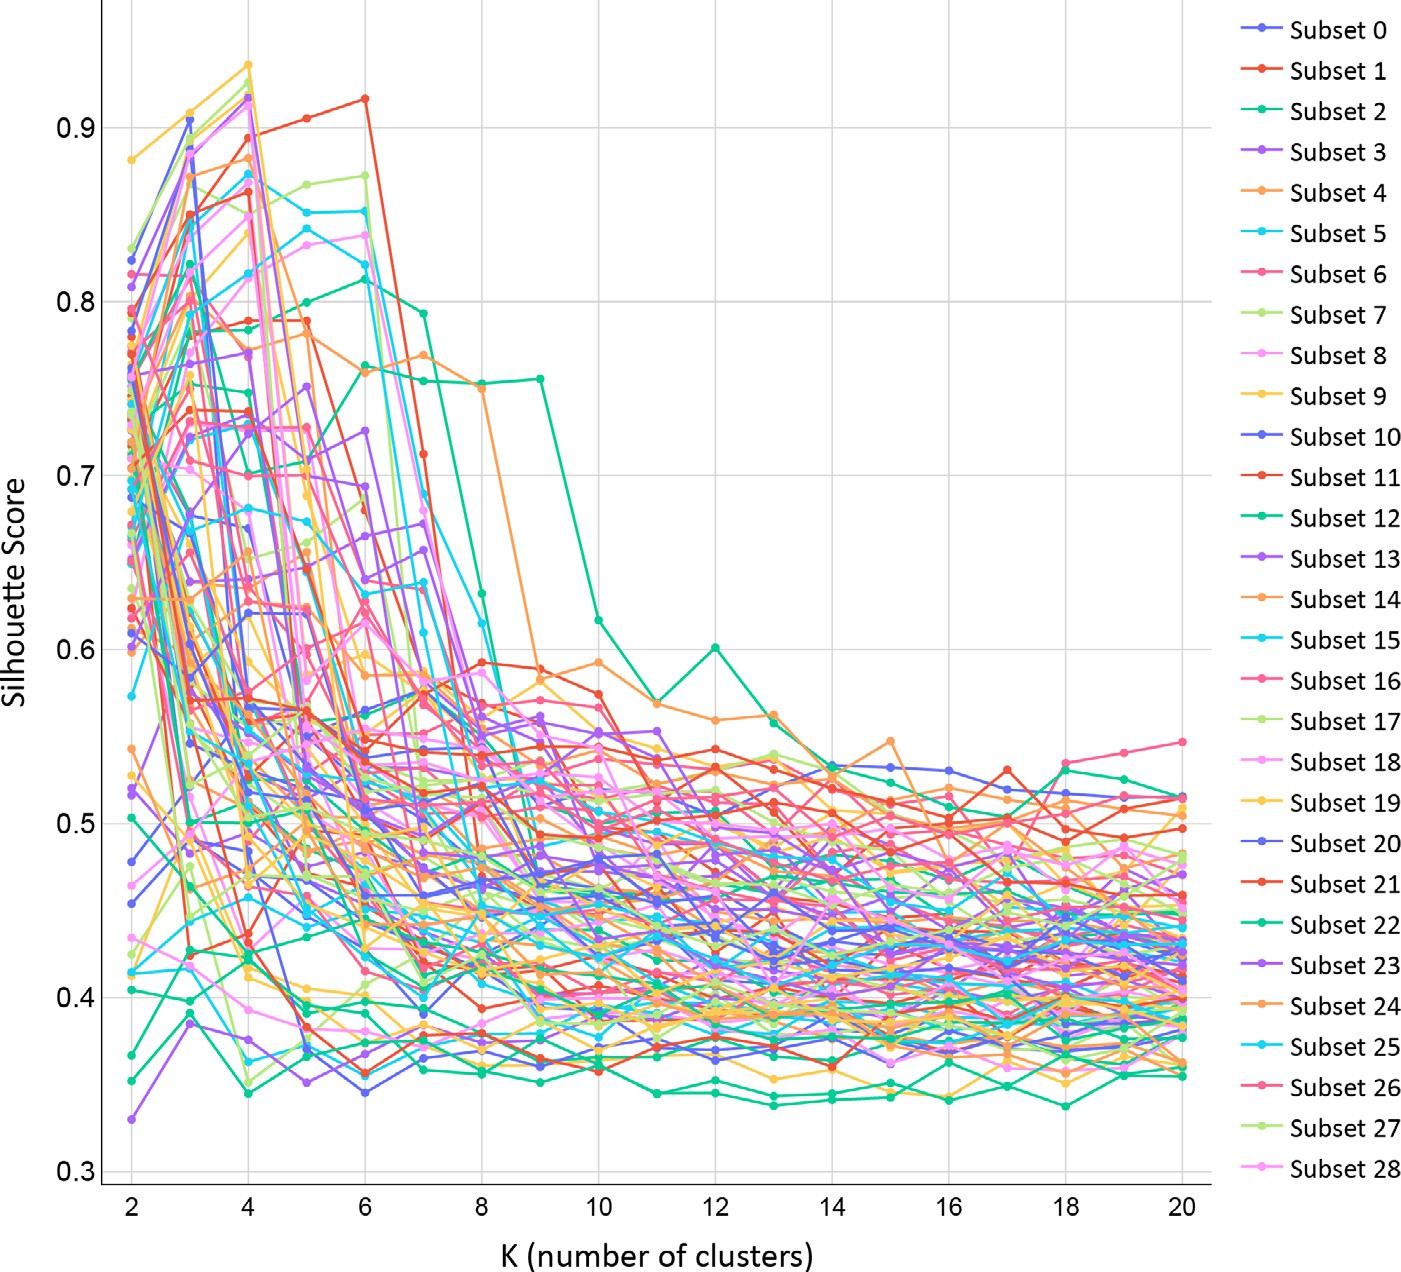 Silhouette Score
0.9
0.8
0.7
0.6
0.5
0.4
0.3
2 4 6 8 10 12 14 16 18 20
K (number of clusters)
Subset 0
Subset 1
Subset 2
Subset 3
Subset 4
Subset 5
Subset 6
Subset 7
Subset 8
Subset 9
Subset 10
Subset 11
Subset 12
Subset 13
Subset 14
Subset 15
Subset 16
Subset 17
Subset 18
Subset 19
Subset 20
Subset 21
Subset 22
Subset 23
Subset 24
Subset 25
Subset 26
Subset 27
Subset 28